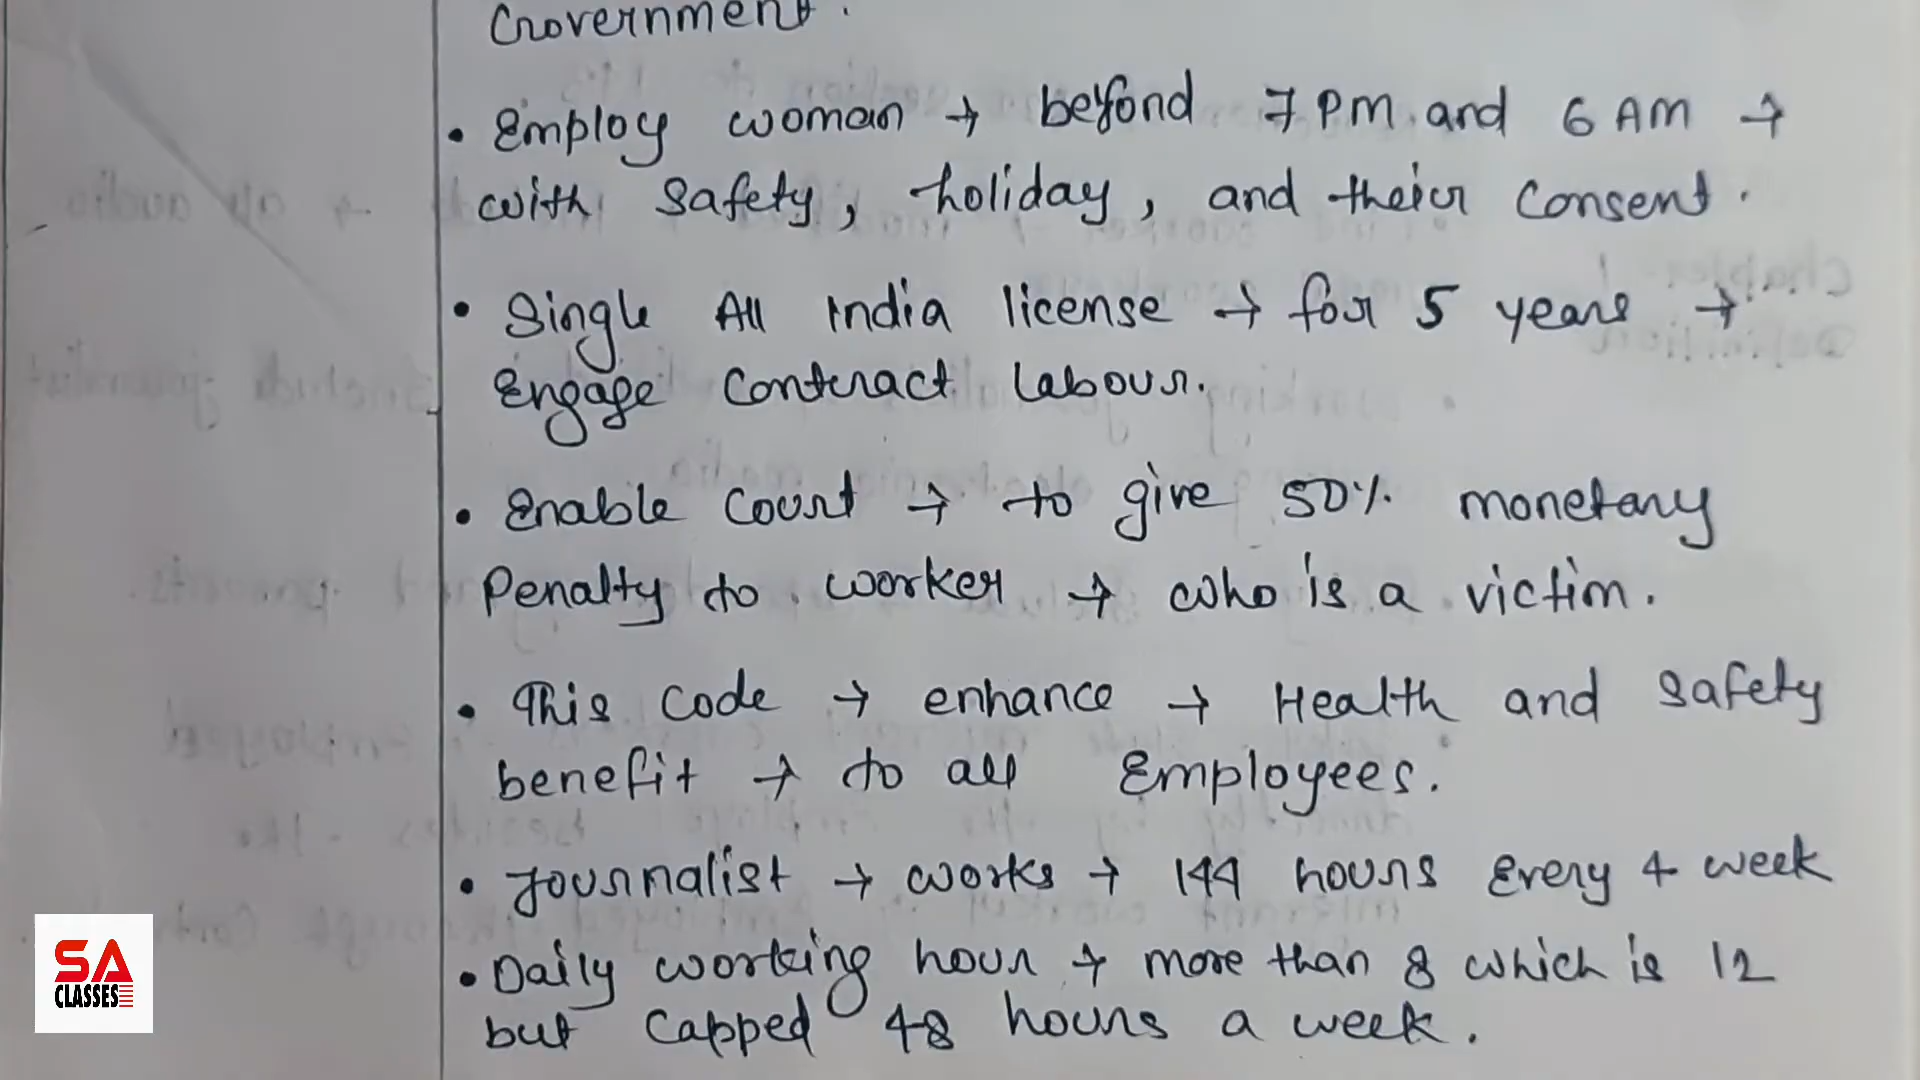 Government.
• Employ woman → beyond 7 PM and 6 AM →
with safety, holiday, and their consent.
• Single All India license → for 5 years →
Engage contract labour.
• Enable court → to give 50% monetary
Penalty to worker → who is a victim.
• This code → enhance → Health and safety
benefit → to all Employees.
• Journalist → works → 144 hours Every 4 week
• Daily working hour → more than 8 which is 12
but capped 48 hours a week.
SA
CLASSES